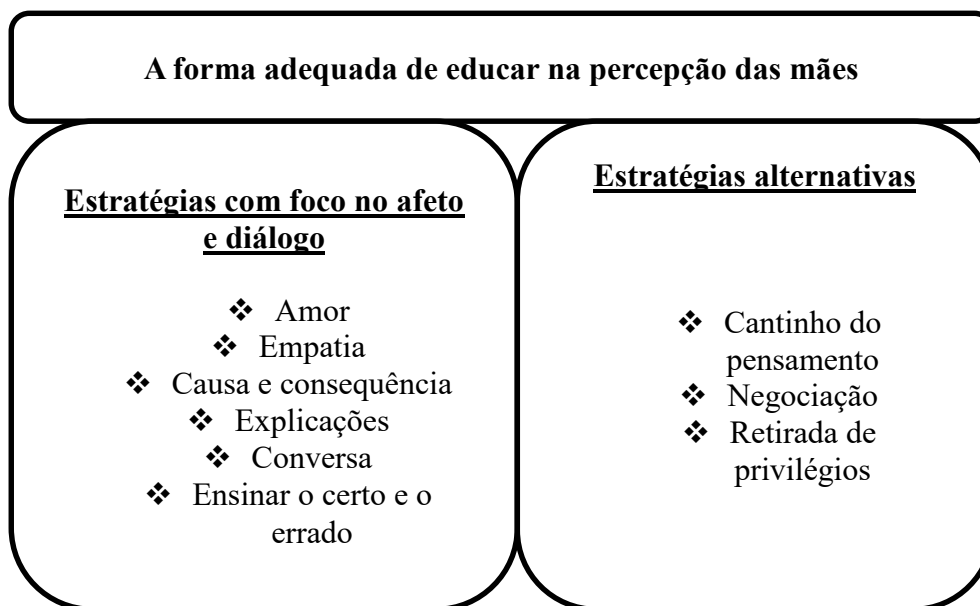 A forma adequada de educar na percepção das mães
Estratégias com foco no afeto
e diálogo
❖ Amor
❖ Empatia
❖ Causa e consequência
❖ Explicações
❖ Conversa
❖ Ensinar o certo e o
errado
Estratégias alternativas
❖ Cantinho do
pensamento
❖ Negociação
❖ Retirada de
privilégios